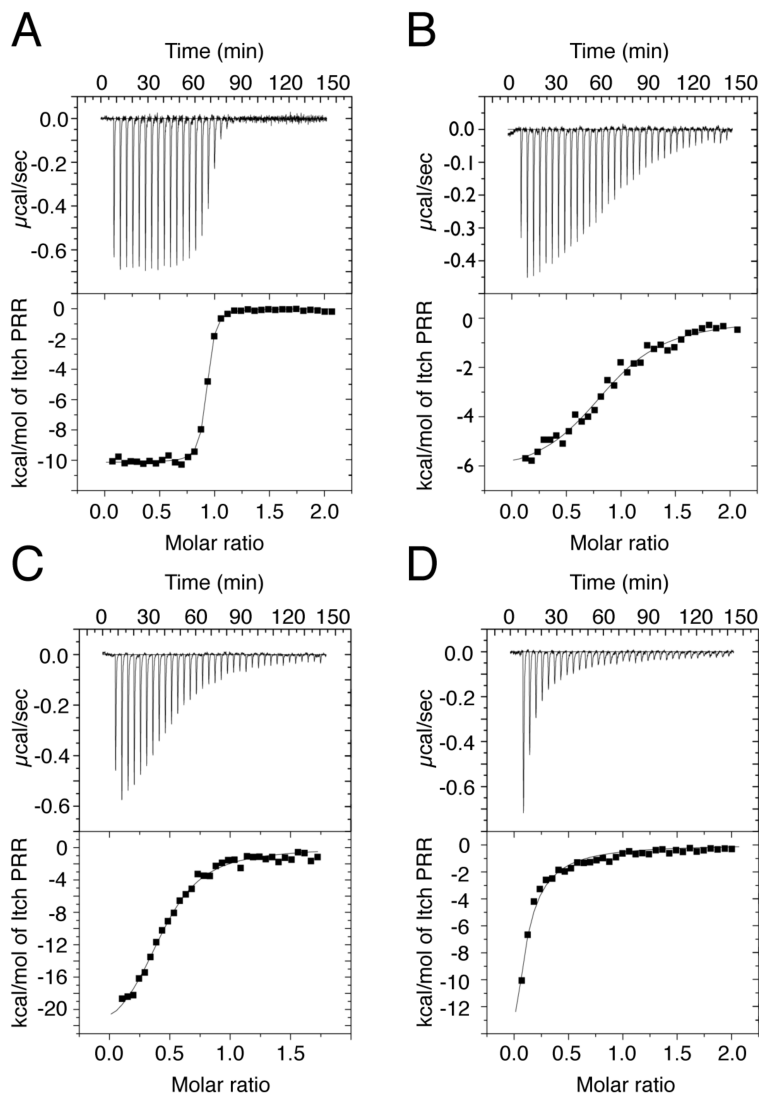 A
Time (min)
0 30 60 90 120 150
0.0
-0.2
-0.4
-0.6
µcal/sec
0
-2
-4
-6
-8
-10
kcal/mol of Itch PRR
0.0 0.5 1.0 1.5 2.0
Molar ratio
B
Time (min)
0 30 60 90 120 150
0.0
-0.1
-0.2
-0.3
-0.4
µcal/sec
0
-2
-4
-6
kcal/mol of Itch PRR
0.0 0.5 1.0 1.5 2.0
Molar ratio
C
Time (min)
0 30 60 90 120 150
0.0
-0.2
-0.4
-0.6
µcal/sec
0
-4
-8
-12
-16
-20
kcal/mol of Itch PRR
0.0 0.5 1.0 1.5
Molar ratio
D
Time (min)
0 30 60 90 120 150
0.0
-0.2
-0.4
-0.6
µcal/sec
0
-2
-4
-6
-8
-10
-12
kcal/mol of Itch PRR
0.0 0.5 1.0 1.5 2.0
Molar ratio